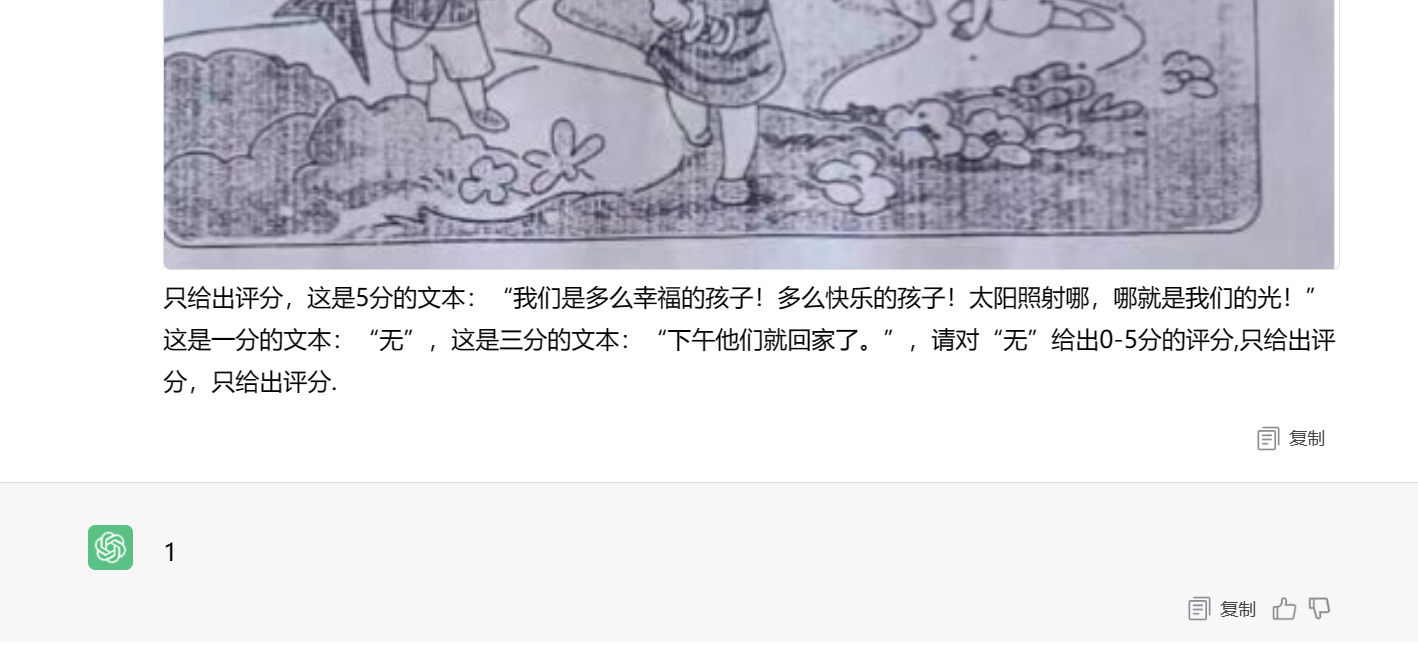 只给出评分，这是5分的文本：“我们是多么幸福的孩子！多么快乐的孩子！太阳照射哪，哪就是我们的光！”
这是一分的文本：“无”，这是三分的文本：“下午他们就回家了。”，请对“无”给出0-5分的评分,只给出评
分，只给出评分.
复制
1
复制